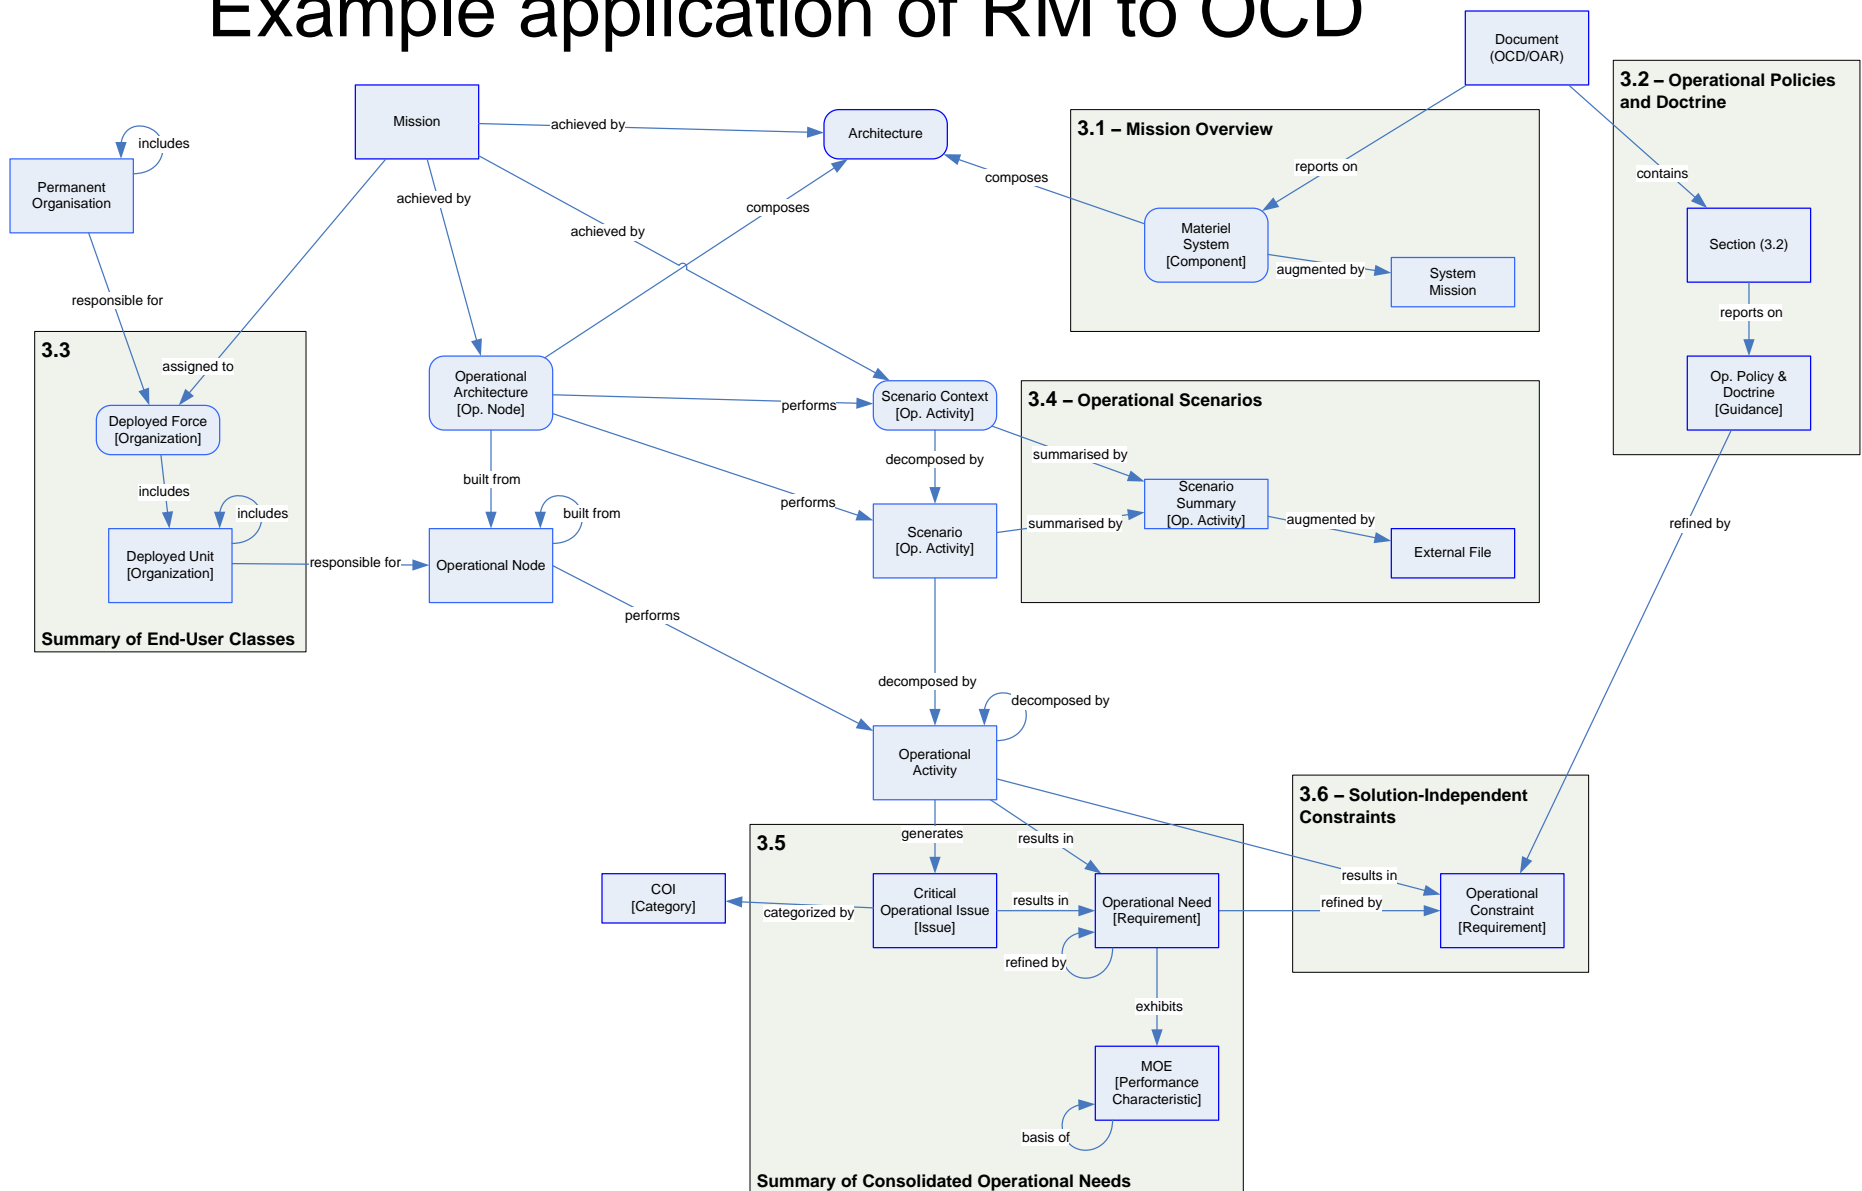 Example application of RM to OCD
Document
(OCD/OAR)
3.2 – Operational Policies
and Doctrine
Mission
achieved by
Architecture
3.1 – Mission Overview
includes
Permanent
Organisation
composes
reports on
contains
achieved by
composes
achieved by
Materiel
System
[Component]
augmented by
System
Mission
Section (3.2)
responsible for
reports on
3.3
assigned to
Operational
Architecture
[Op. Node]
performs
Scenario Context
[Op. Activity]
3.4 – Operational Scenarios
Op. Policy &
Doctrine
[Guidance]
Deployed Force
[Organization]
decomposed by
summarised by
built from
includes
includes
built from
performs
Scenario
Summary
[Op. Activity]
augmented by
refined by
Scenario
[Op. Activity]
summarised by
External File
Deployed Unit
[Organization]
responsible for
Operational Node
performs
Summary of End-User Classes
decomposed by
decomposed by
Operational
Activity
3.6 – Solution-Independent
Constraints
3.5
generates
results in
results in
COI
[Category]
categorized by
Critical
Operational Issue
[Issue]
results in
Operational Need
[Requirement]
refined by
Operational
Constraint
[Requirement]
refined by
exhibits
MOE
[Performance
Characteristic]
basis of
Summary of Consolidated Operational Needs